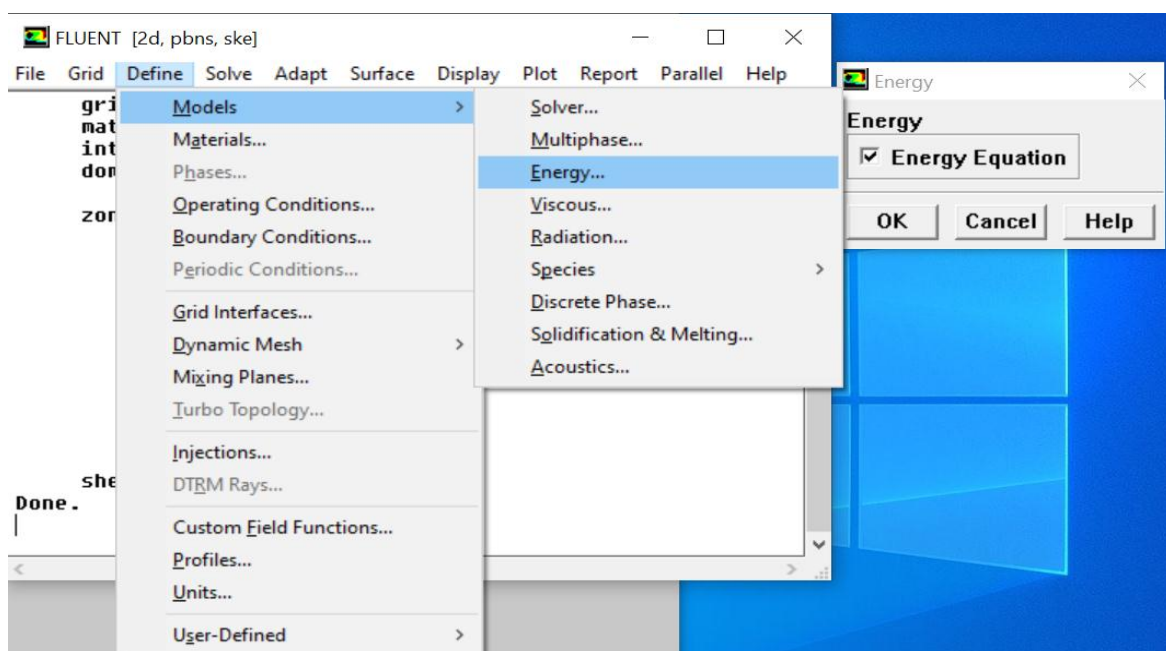 FLUENT [2d, pbns, ske]
File Grid Define Solve Adapt Surface Display Plot Report Parallel Help
gri
mat
int
dom
zon
she
Done.
Models
Materials...
Phases...
Operating Conditions...
Boundary Conditions...
Periodic Conditions...
Grid Interfaces...
Dynamic Mesh
Mixing Planes...
Turbo Topology...
Injections...
DTRM Rays...
Custom Field Functions...
Profiles...
Units...
User-Defined
Solver...
Multiphase...
Energy...
Viscous...
Radiation...
Species
Discrete Phase...
Solidification & Melting...
Acoustics...
Energy
Energy
Energy Equation
OK Cancel Help